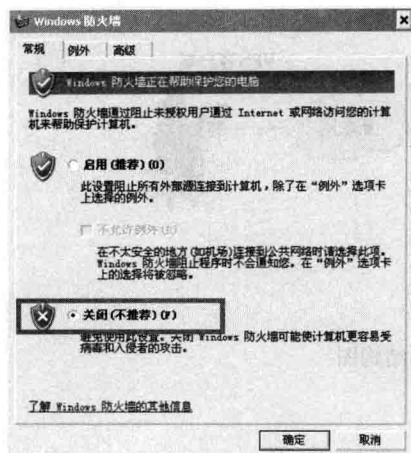 Windows 防火墙
常规 例外 高级
Windows 防火墙正在帮助保护您的电脑
Windows 防火墙通过阻止未授权用户通过 Internet 或网络访问您的计算
机来帮助保护计算机。
启用(推荐)(O)
此设置阻止所有外部源连接到计算机，除了在“例外”选项卡
上选择的例外。
不允许例外(D)
在不太安全的地方(如机场)连接到公共网络时请选择此项。
Windows 防火墙阻止程序时不会通知您。在“例外”选项卡
上的选择将被忽略。
关闭(不推荐)(F)
避免使用此设置。关闭 Windows 防火墙可能使计算机更容易受
病毒和入侵者的攻击。
了解 Windows 防火墙的其他信息
确定 取消